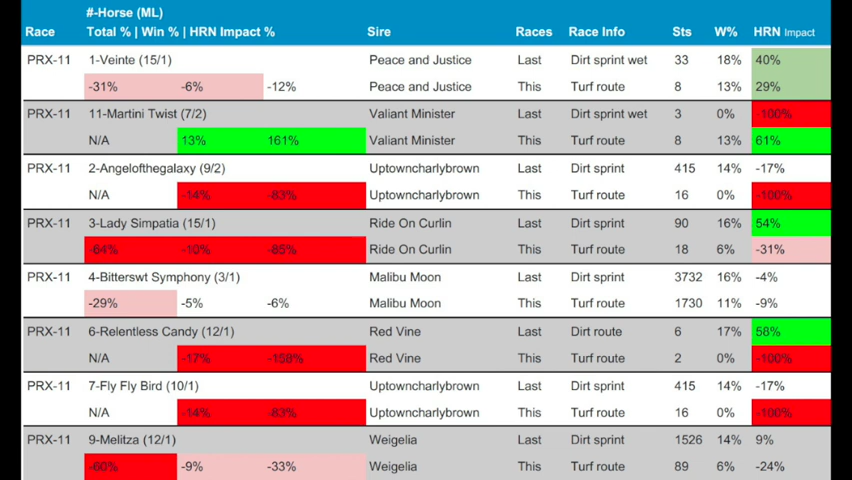 #-Horse (ML)
Race Total % | Win % | HRN Impact % Sire Races Race Info Sts W% HRN Impact
PRX-11 1-Veinte (15/1) Peace and Justice Last Dirt sprint wet 33 18% 40%
-31% -6% -12% Peace and Justice This Turf route 8 13% 29%
PRX-11 11-Martini Twist (7/2) Valiant Minister Last Dirt sprint wet 3 0% -100%
N/A 13% 161% Valiant Minister This Turf route 8 13% 61%
PRX-11 2-Angelofthegalaxy (9/2) Uptowncharlybrown Last Dirt sprint 415 14% -17%
N/A -14% -83% Uptowncharlybrown This Turf route 16 0% -100%
PRX-11 3-Lady Simpatia (15/1) Ride On Curlin Last Dirt sprint 90 16% 54%
-64% -10% -85% Ride On Curlin This Turf route 18 6% -31%
PRX-11 4-Bitterswt Symphony (3/1) Malibu Moon Last Dirt sprint 3732 16% -4%
-29% -5% -6% Malibu Moon This Turf route 1730 11% -9%
PRX-11 6-Relentless Candy (12/1) Red Vine Last Dirt route 6 17% 58%
N/A -17% -158% Red Vine This Turf route 2 0% -100%
PRX-11 7-Fly Fly Bird (10/1) Uptowncharlybrown Last Dirt sprint 415 14% -17%
N/A -14% -83% Uptowncharlybrown This Turf route 16 0% -100%
PRX-11 9-Melitza (12/1) Weigelia Last Dirt sprint 1526 14% 9%
-60% -9% -33% Weigelia This Turf route 89 6% -24%